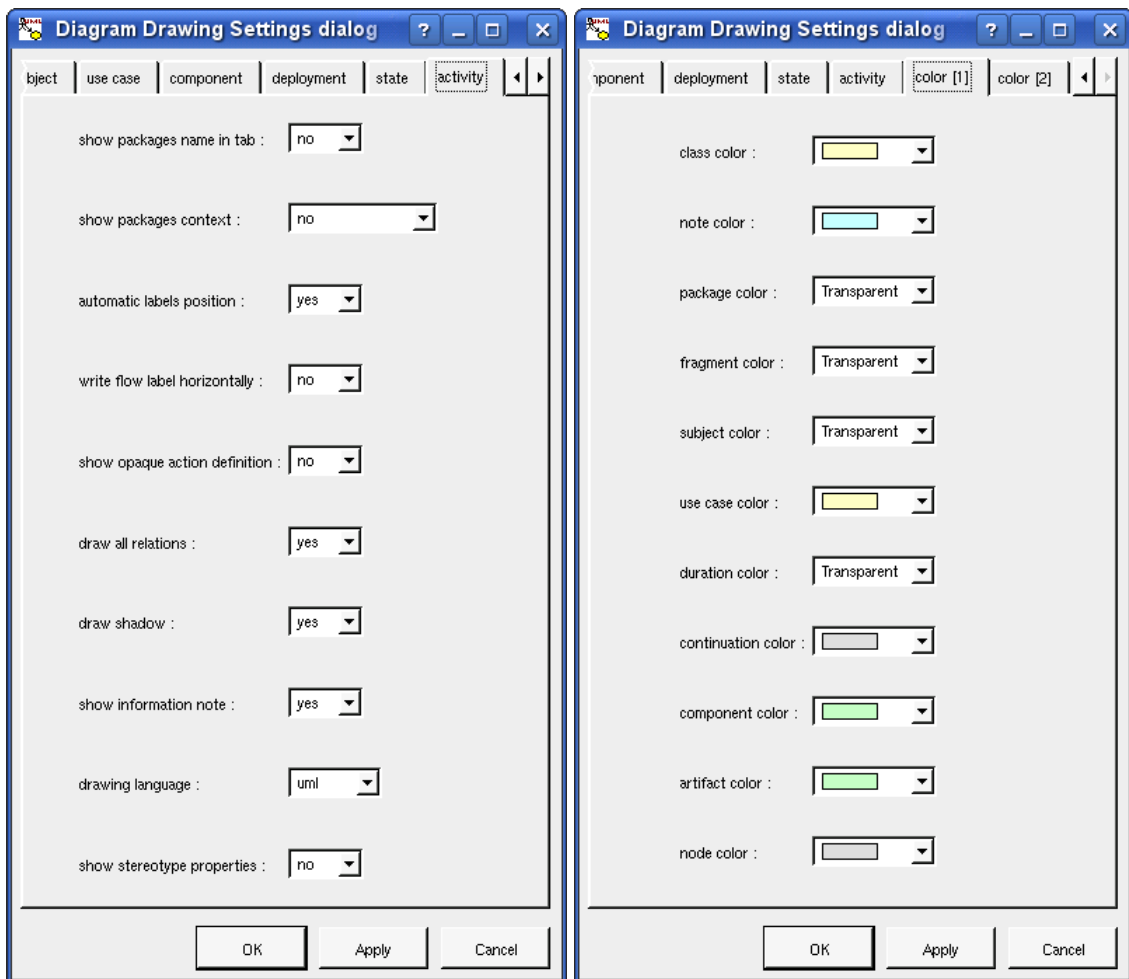 Diagram Drawing Settings dialog
bject use case component deployment state activity
show packages name in tab : no
show packages context : no
automatic labels position : yes
write flow label horizontally : no
show opaque action definition : no
draw all relations : yes
draw shadow : yes
show information note : yes
drawing language : uml
show stereotype properties : no
OK Apply Cancel
Diagram Drawing Settings dialog
nponent deployment state activity color [1] color [2]
class color :
note color :
package color : Transparent
fragment color : Transparent
subject color : Transparent
use case color :
duration color : Transparent
continuation color :
component color :
artifact color :
node color :
OK Apply Cancel